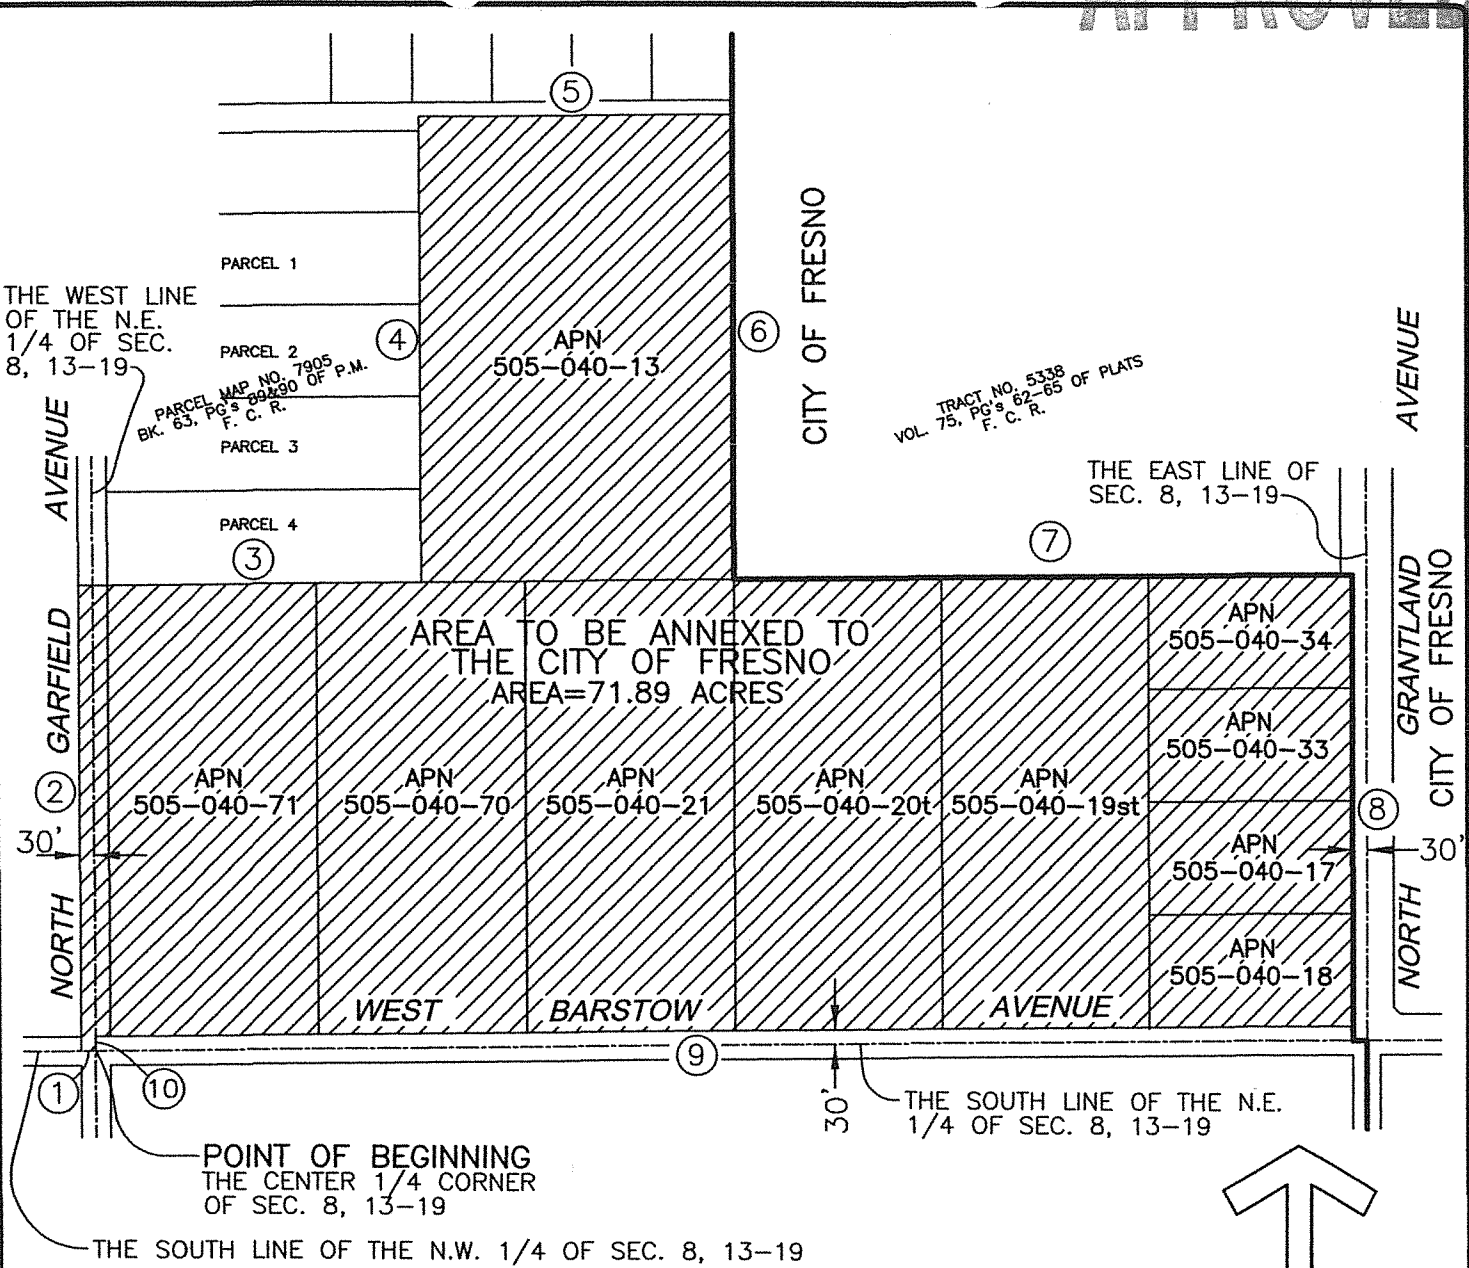 APPROVED
5
THE WEST LINE
OF THE N.E.
1/4 OF SEC.
8, 13-19
PARCEL 1
PARCEL 2
PARCEL MAP NO. 7905
BK. 63, PG's 89&90 OF P.M.
F. C. R.
PARCEL 3
PARCEL 4
3
4
APN
505-040-13
6
CITY OF FRESNO
TRACT NO. 5338
VOL. 75, PG's 62-65 OF PLATS
F. C. R.
THE EAST LINE OF
SEC. 8, 13-19
7
NORTH GARFIELD AVENUE
NORTH GRANTLAND AVENUE
CITY OF FRESNO
AREA TO BE ANNEXED TO
THE CITY OF FRESNO
AREA=71.89 ACRES
APN
505-040-34
APN
505-040-33
APN
505-040-17
APN
505-040-18
APN
505-040-71
APN
505-040-70
APN
505-040-21
APN
505-040-20t
APN
505-040-19st
2
30'
8
30'
WEST BARSTOW AVENUE
9
30'
1
10
THE SOUTH LINE OF THE N.E.
1/4 OF SEC. 8, 13-19
POINT OF BEGINNING
THE CENTER 1/4 CORNER
OF SEC. 8, 13-19
THE SOUTH LINE OF THE N.W. 1/4 OF SEC. 8, 13-19